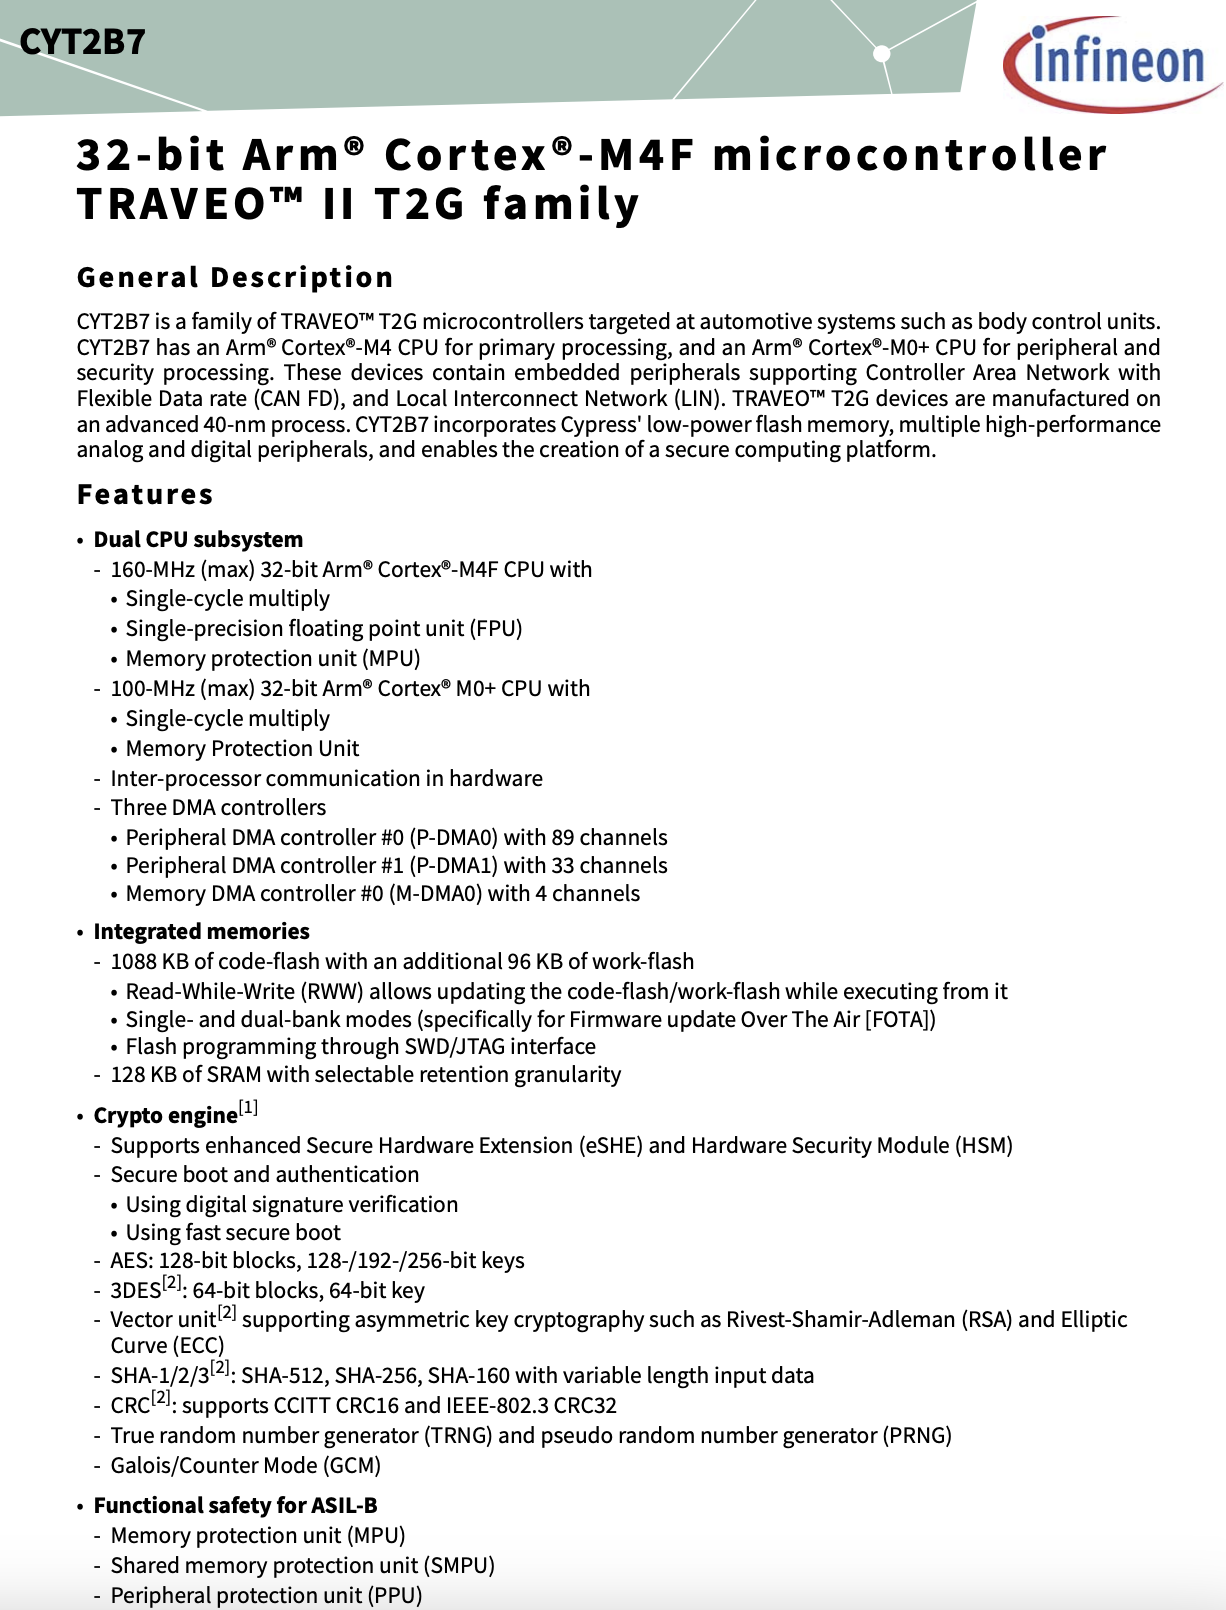 CYT2B7
infineon
32-bit Arm® Cortex®-M4F microcontroller
TRAVEO™ II T2G family
General Description
CYT2B7 is a family of TRAVEO™ T2G microcontrollers targeted at automotive systems such as body control units.
CYT2B7 has an Arm® Cortex®-M4 CPU for primary processing, and an Arm® Cortex®-M0+ CPU for peripheral and
security processing. These devices contain embedded peripherals supporting Controller Area Network with
Flexible Data rate (CAN FD), and Local Interconnect Network (LIN). TRAVEO™ T2G devices are manufactured on
an advanced 40-nm process. CYT2B7 incorporates Cypress' low-power flash memory, multiple high-performance
analog and digital peripherals, and enables the creation of a secure computing platform.
Features
• Dual CPU subsystem
- 160-MHz (max) 32-bit Arm® Cortex®-M4F CPU with
• Single-cycle multiply
• Single-precision floating point unit (FPU)
• Memory protection unit (MPU)
- 100-MHz (max) 32-bit Arm® Cortex® M0+ CPU with
• Single-cycle multiply
• Memory Protection Unit
- Inter-processor communication in hardware
- Three DMA controllers
• Peripheral DMA controller #0 (P-DMA0) with 89 channels
• Peripheral DMA controller #1 (P-DMA1) with 33 channels
• Memory DMA controller #0 (M-DMA0) with 4 channels
• Integrated memories
- 1088 KB of code-flash with an additional 96 KB of work-flash
• Read-While-Write (RWW) allows updating the code-flash/work-flash while executing from it
• Single- and dual-bank modes (specifically for Firmware update Over The Air [FOTA])
• Flash programming through SWD/JTAG interface
- 128 KB of SRAM with selectable retention granularity
• Crypto engine[1]
- Supports enhanced Secure Hardware Extension (eSHE) and Hardware Security Module (HSM)
- Secure boot and authentication
• Using digital signature verification
• Using fast secure boot
- AES: 128-bit blocks, 128-/192-/256-bit keys
- 3DES[2]: 64-bit blocks, 64-bit key
- Vector unit[2] supporting asymmetric key cryptography such as Rivest-Shamir-Adleman (RSA) and Elliptic
Curve (ECC)
- SHA-1/2/3[2]: SHA-512, SHA-256, SHA-160 with variable length input data
- CRC[2]: supports CCITT CRC16 and IEEE-802.3 CRC32
- True random number generator (TRNG) and pseudo random number generator (PRNG)
- Galois/Counter Mode (GCM)
• Functional safety for ASIL-B
- Memory protection unit (MPU)
- Shared memory protection unit (SMPU)
- Peripheral protection unit (PPU)